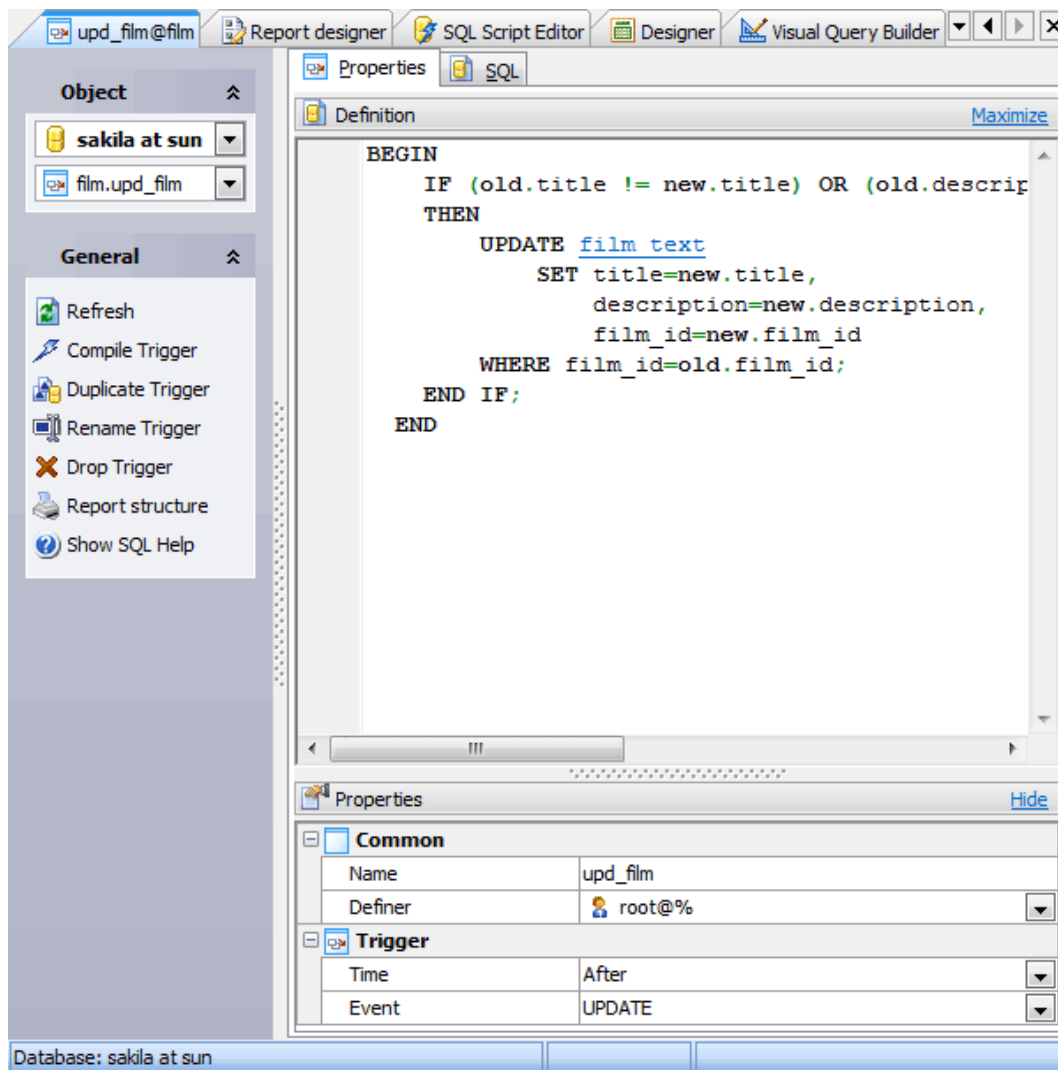 upd_film@film Report designer SQL Script Editor Designer Visual Query Builder
Properties SQL
Object
sakila at sun
film.upd_film
General
Refresh
Compile Trigger
Duplicate Trigger
Rename Trigger
Drop Trigger
Report structure
Show SQL Help
Definition Maximize
BEGIN
IF (old.title != new.title) OR (old.descrip
THEN
UPDATE film_text
SET title=new.title,
description=new.description,
film_id=new.film_id
WHERE film_id=old.film_id;
END IF;
END
Properties Hide
Common
Name upd_film
Definer root@%
Trigger
Time After
Event UPDATE
Database: sakila at sun